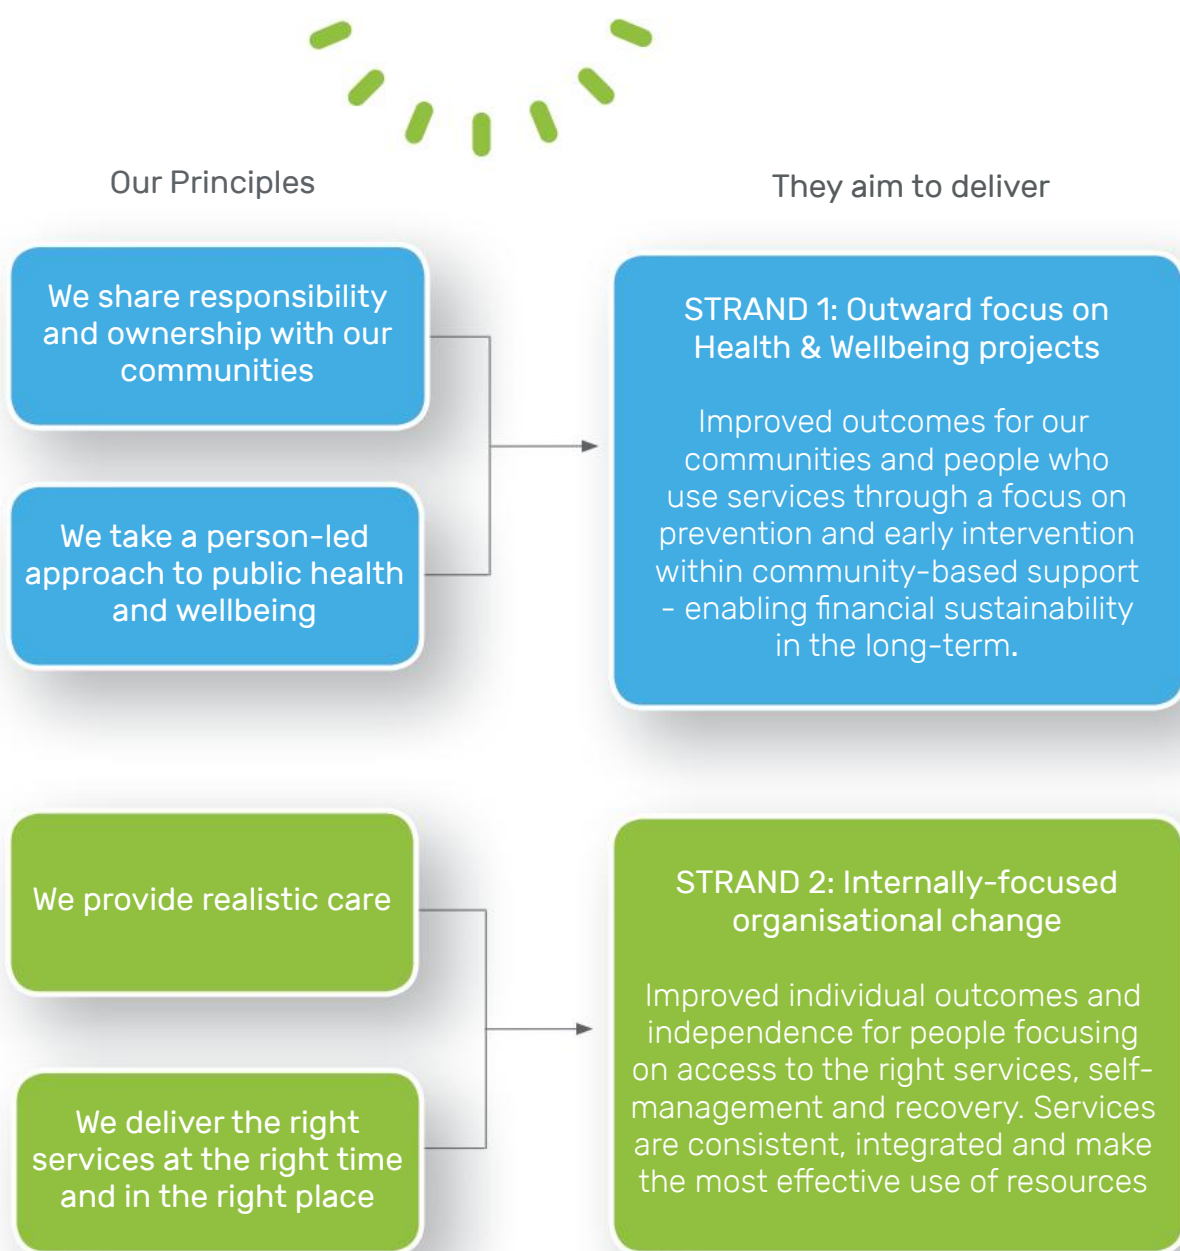 Our Principles
They aim to deliver
We share responsibility
and ownership with our
communities
We take a person-led
approach to public health
and wellbeing
STRAND 1: Outward focus on
Health & Wellbeing projects
Improved outcomes for our
communities and people who
use services through a focus on
prevention and early intervention
within community-based support
- enabling financial sustainability
in the long-term.
We provide realistic care
We deliver the right
services at the right time
and in the right place
STRAND 2: Internally-focused
organisational change
Improved individual outcomes and
independence for people focusing
on access to the right services, self-
management and recovery. Services
are consistent, integrated and make
the most effective use of resources